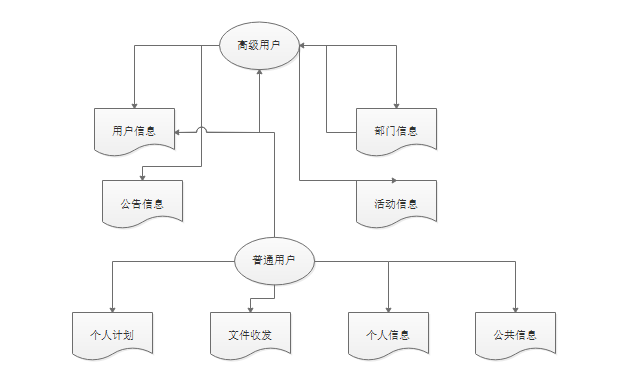 高级用户
用户信息
部门信息
公告信息
活动信息
普通用户
个人计划
文件收发
个人信息
公共信息